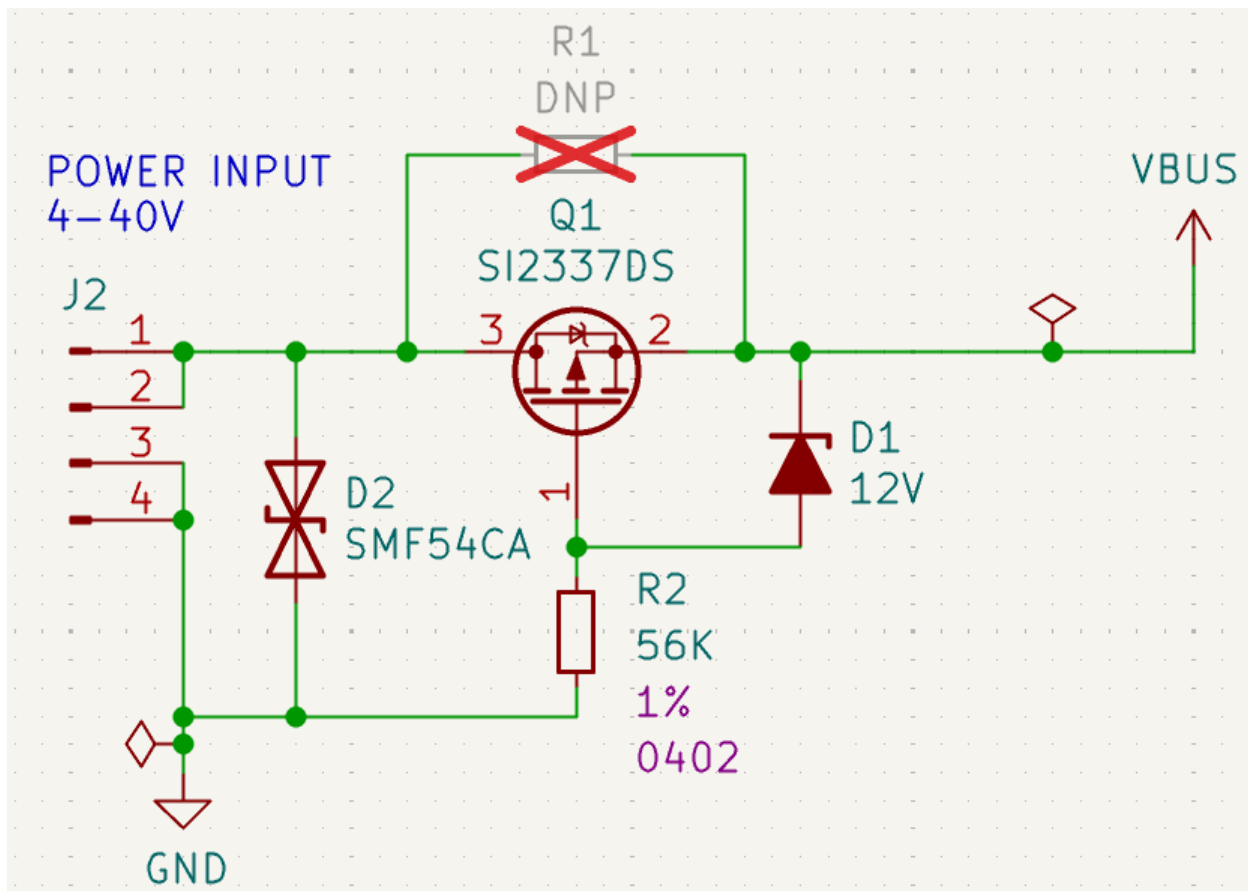 R1
DNP
POWER INPUT
4-40V
VBUS
Q1
SI2337DS
J2
1
2
3
4
3
2
1
D1
12V
D2
SMF54CA
R2
56K
1%
0402
GND